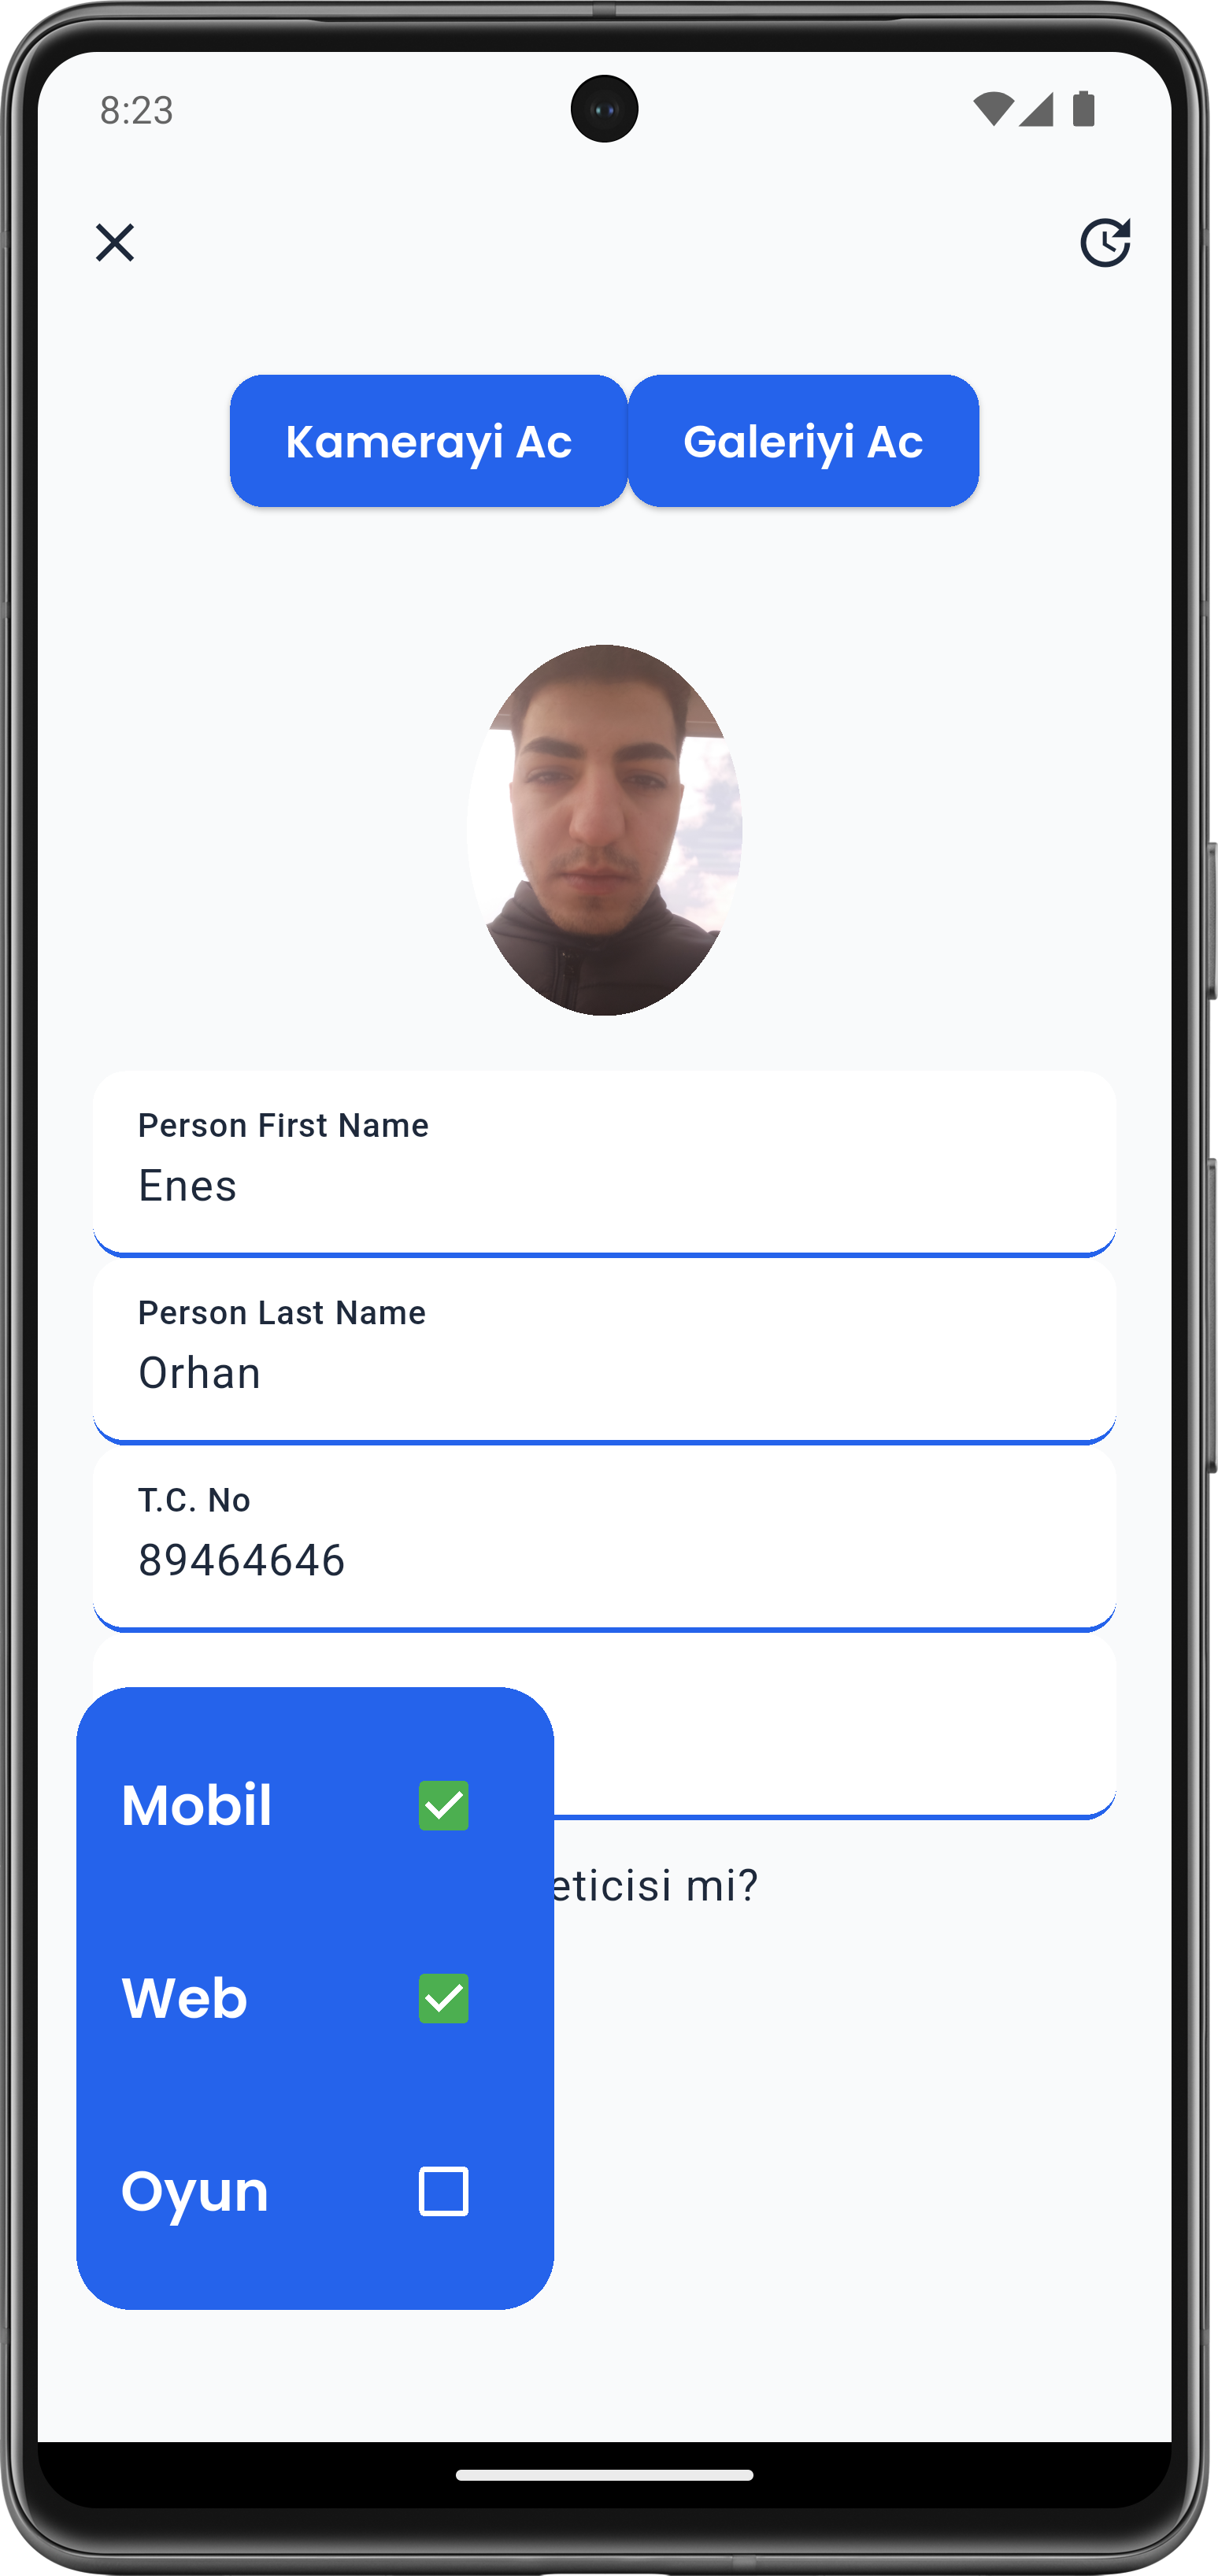 8:23
Kamerayi Ac Galeriyi Ac
Person First Name
Enes
Person Last Name
Orhan
T.C. No
89464646
Mobil
eticisi mi?
Web
Oyun